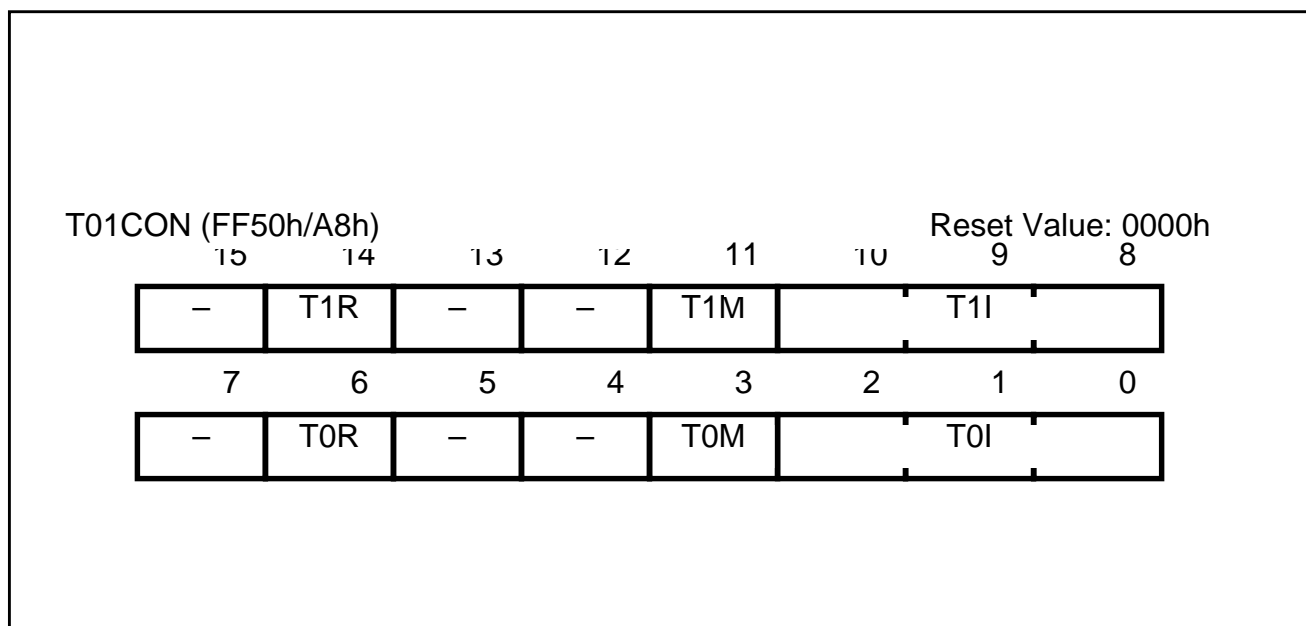 T01CON (FF50h/A8h) Reset Value: 0000h
15 14 13 12 11 10 9 8
– T1R – – T1M T1I
7 6 5 4 3 2 1 0
– T0R – – T0M T0I